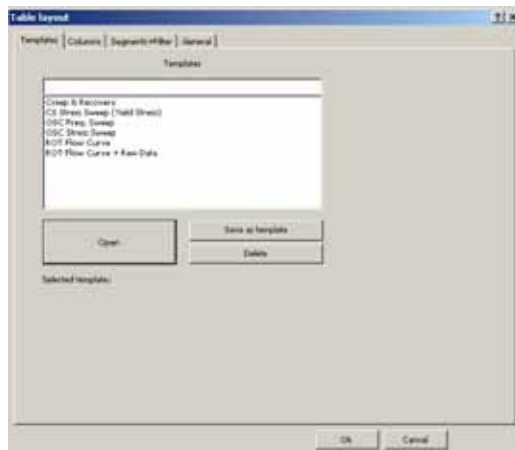 Table layout
Templates Columns Segments+Filter General
Templates
Creep & Recovery
CS Stress Sweep (Yield Stress)
OSC Freq. Sweep
OSC Stress Sweep
ROT Flow Curve
ROT Flow Curve + Raw Data
Open
Save as template
Delete
Selected template:
Ok Cancel